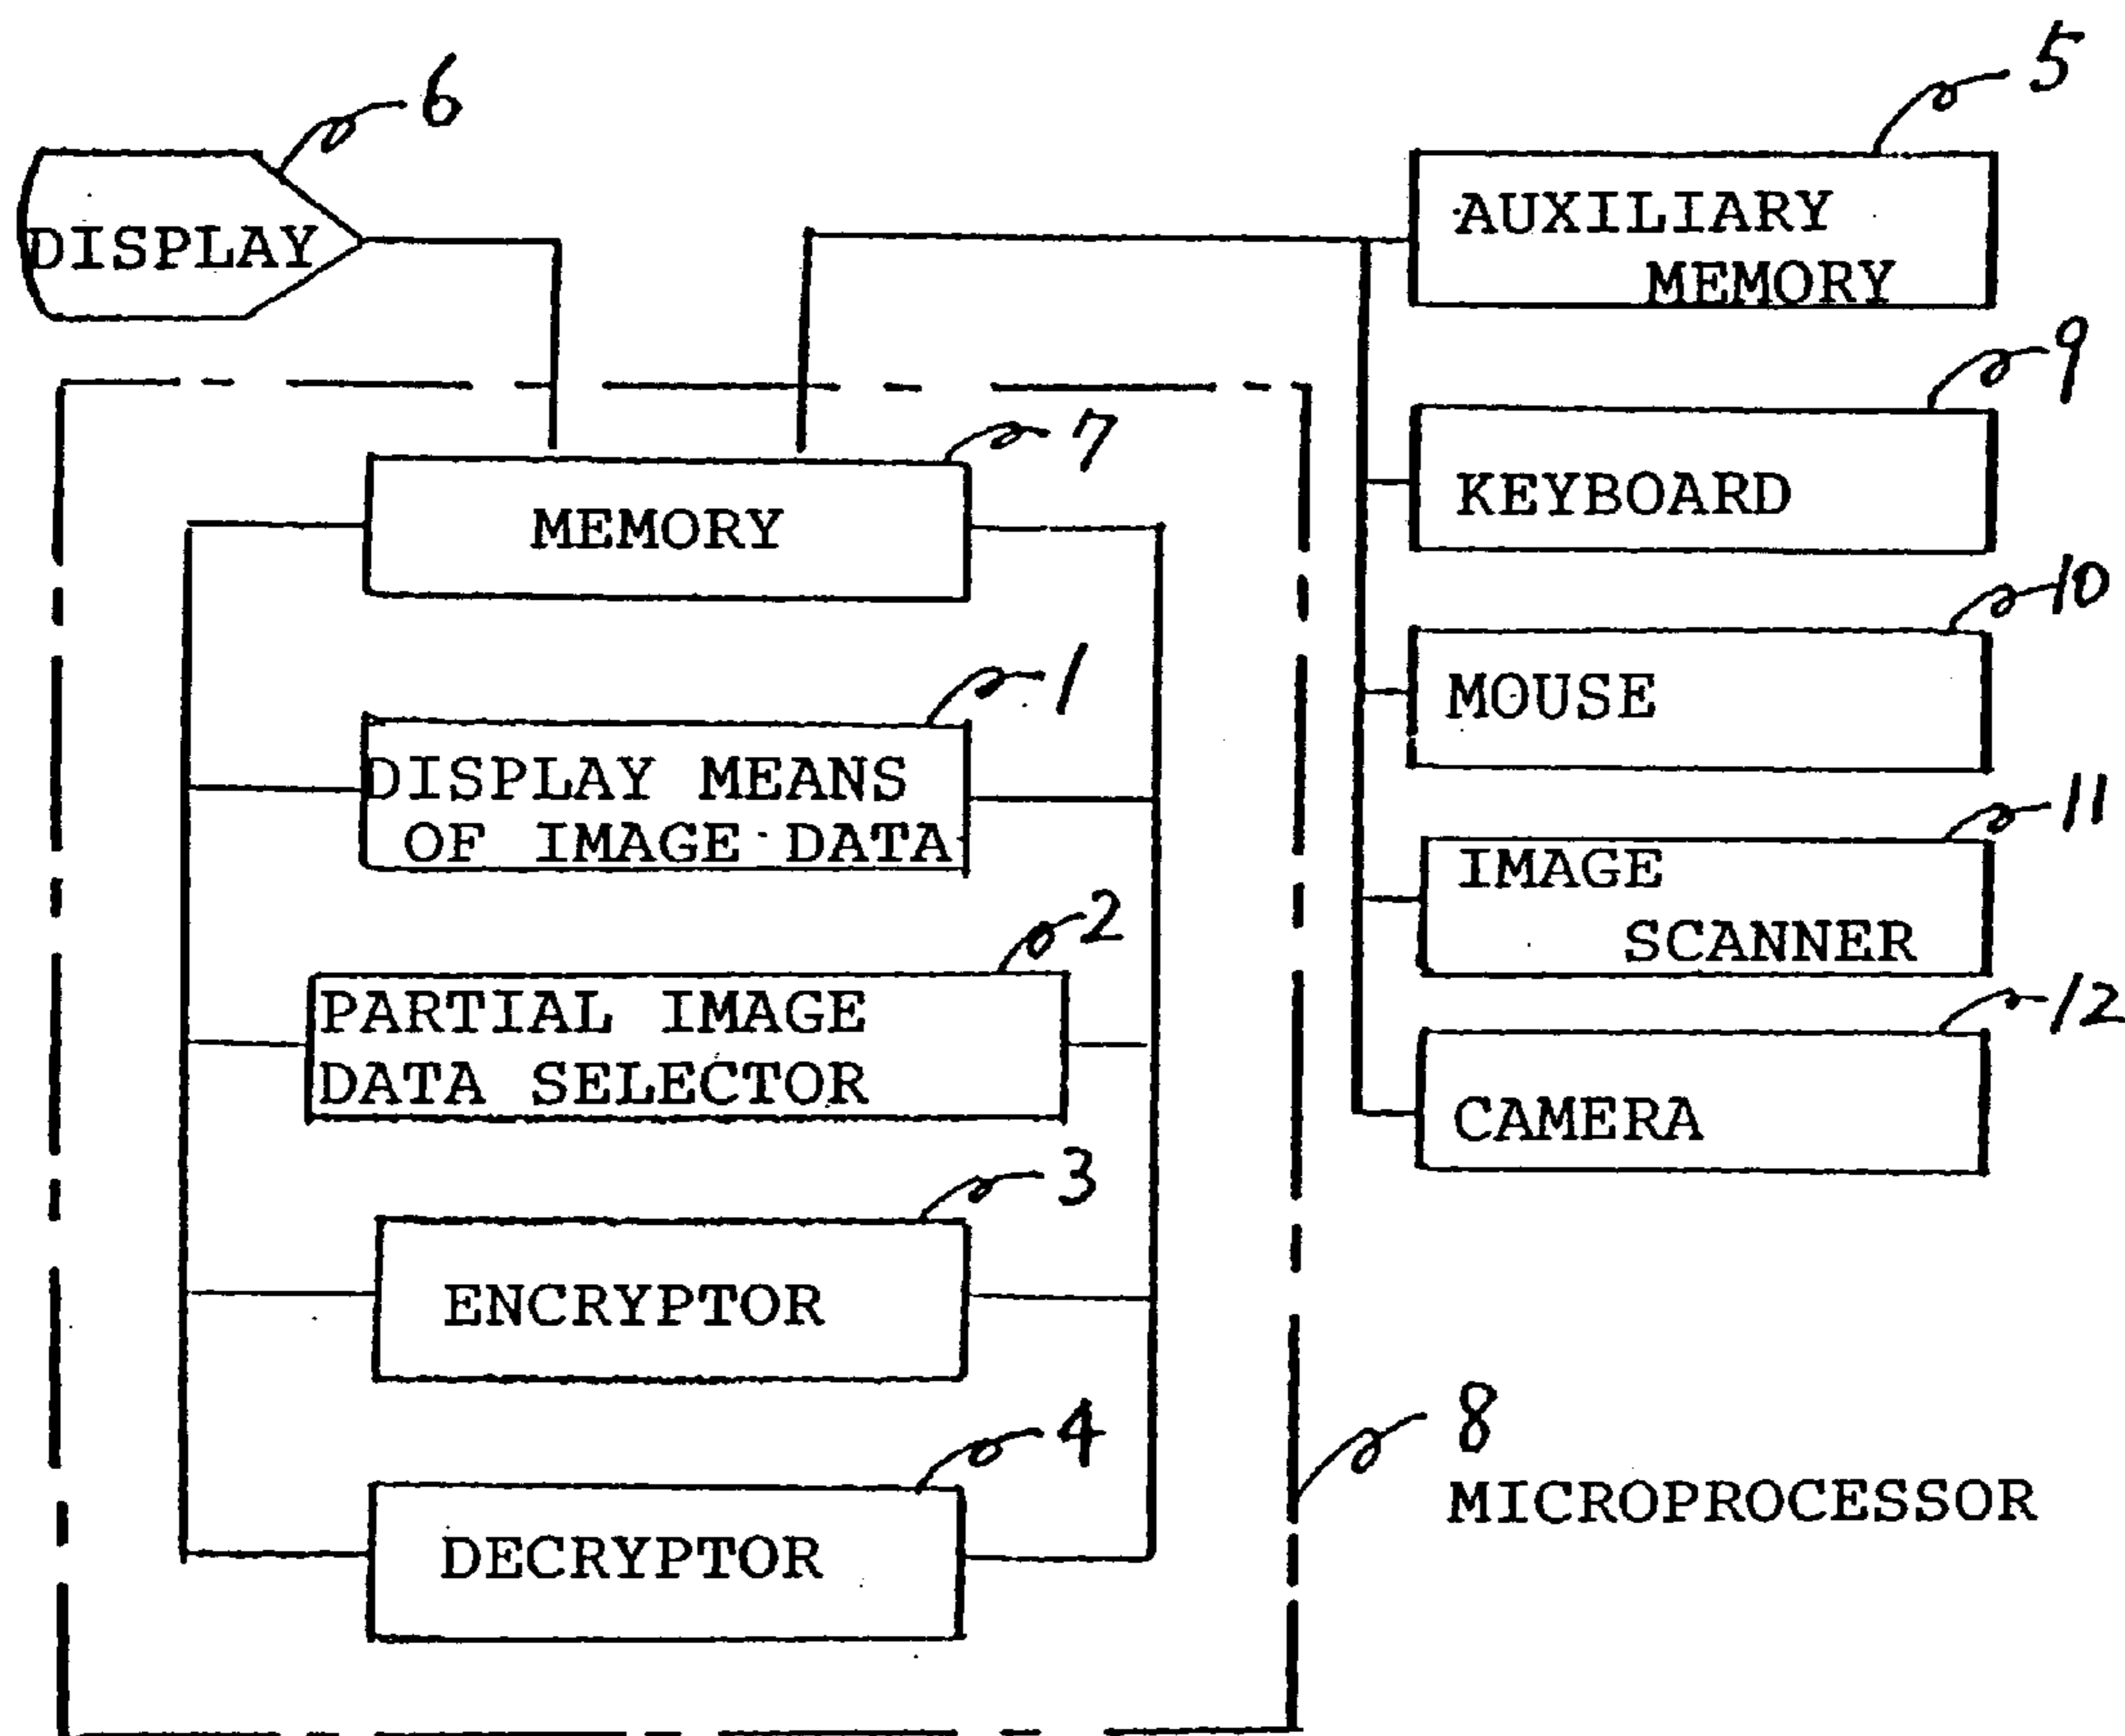 6
5
DISPLAY
AUXILIARY
MEMORY
9
7
KEYBOARD
MEMORY
10
1
MOUSE
DISPLAY MEANS
OF IMAGE DATA
11
IMAGE
SCANNER
2
PARTIAL IMAGE
DATA SELECTOR
12
CAMERA
3
ENCRYPTOR
8
MICROPROCESSOR
4
DECRYPTOR